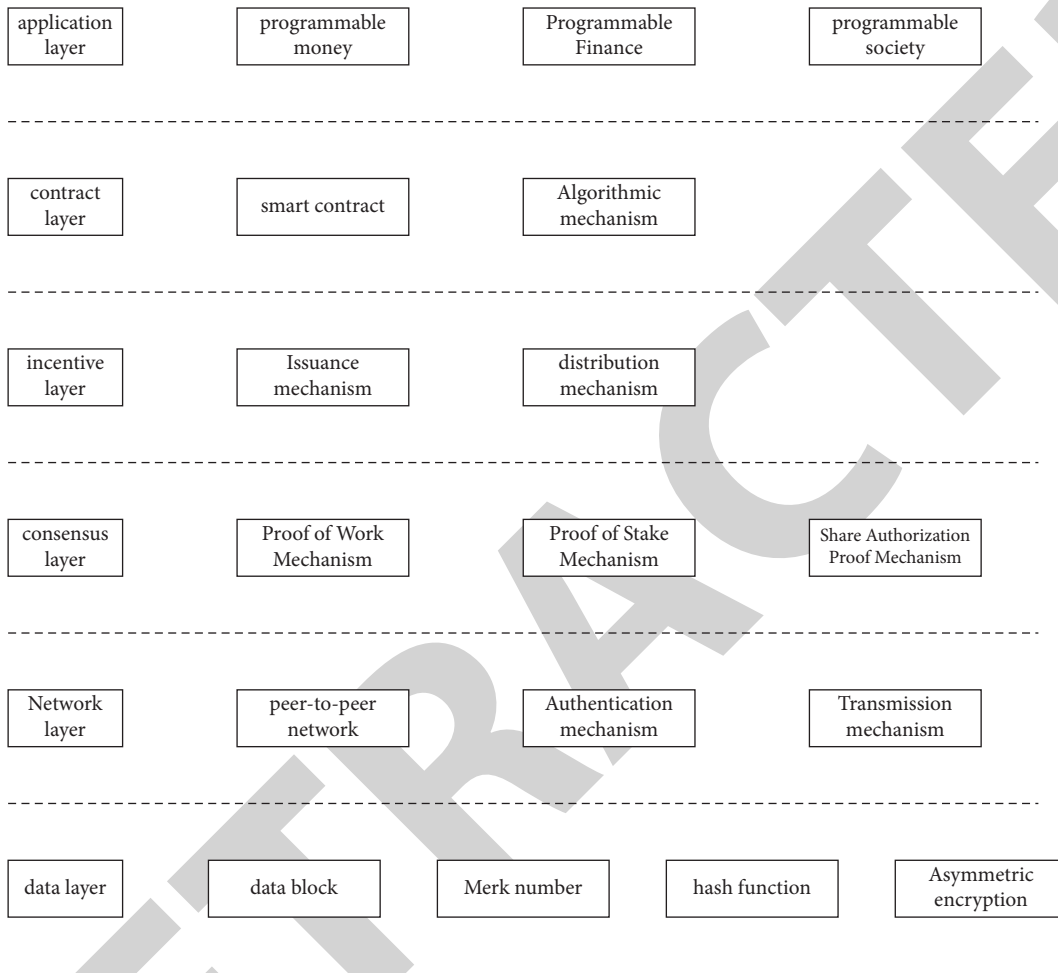 application
layer
programmable
money
Programmable
Finance
programmable
society
contract
layer
smart contract
Algorithmic
mechanism
incentive
layer
Issuance
mechanism
distribution
mechanism
consensus
layer
Proof of Work
Mechanism
Proof of Stake
Mechanism
Share Authorization
Proof Mechanism
Network
layer
peer-to-peer
network
Authentication
mechanism
Transmission
mechanism
data layer
data block
Merk number
hash function
Asymmetric
encryption